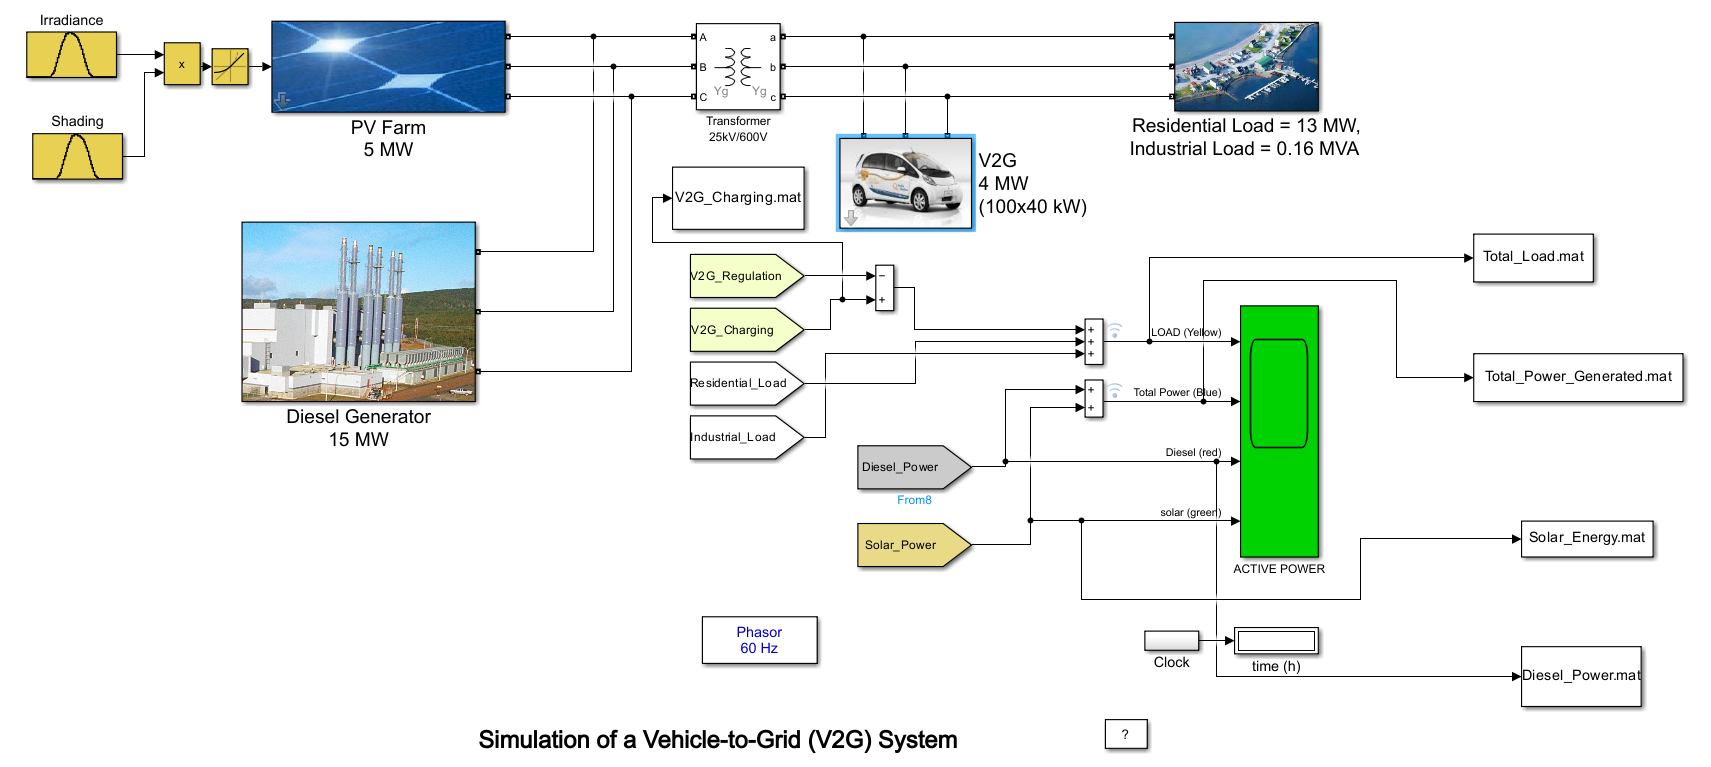 Irradiance
x
Shading
PV Farm
5 MW
A
B
C
a
b
c
Yg
Yg
Transformer
25kV/600V
Residential Load = 13 MW,
Industrial Load = 0.16 MVA
V2G
4 MW
(100x40 kW)
V2G_Charging.mat
Diesel Generator
15 MW
V2G_Regulation
V2G_Charging
Residential_Load
Industrial_Load
−
+
+
+
+
+
+
LOAD (Yellow)
Total Power (Blue)
Diesel (red)
solar (green)
Diesel_Power
From8
Solar_Power
ACTIVE POWER
Total_Load.mat
Total_Power_Generated.mat
Solar_Energy.mat
Diesel_Power.mat
Phasor
60 Hz
Clock
time (h)
Simulation of a Vehicle-to-Grid (V2G) System
?